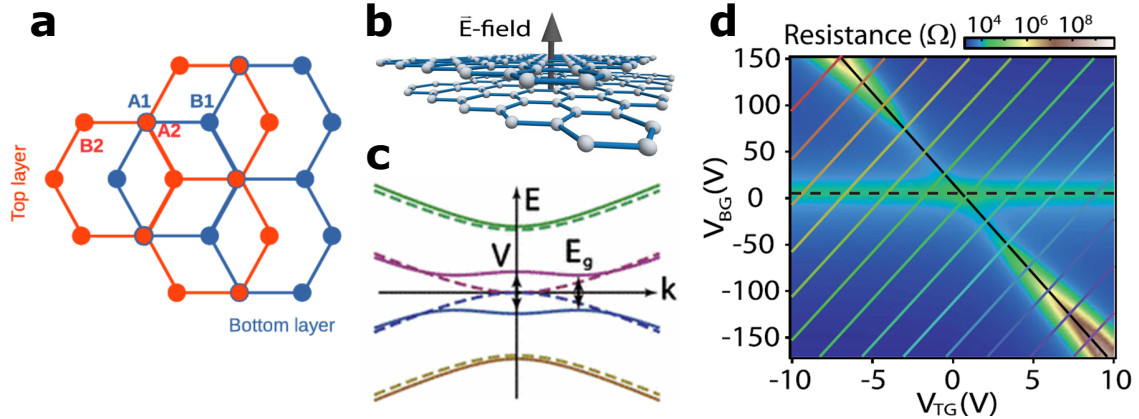 a
A1
B1
A2
B2
Top layer
Bottom layer
b
E⃗-field
c
E
V
E_g
k
d
Resistance (Ω)
10⁴
10⁶
10⁸
V_BG(V)
150
100
50
0
-50
-100
-150
-10
-5
0
5
10
V_TG(V)